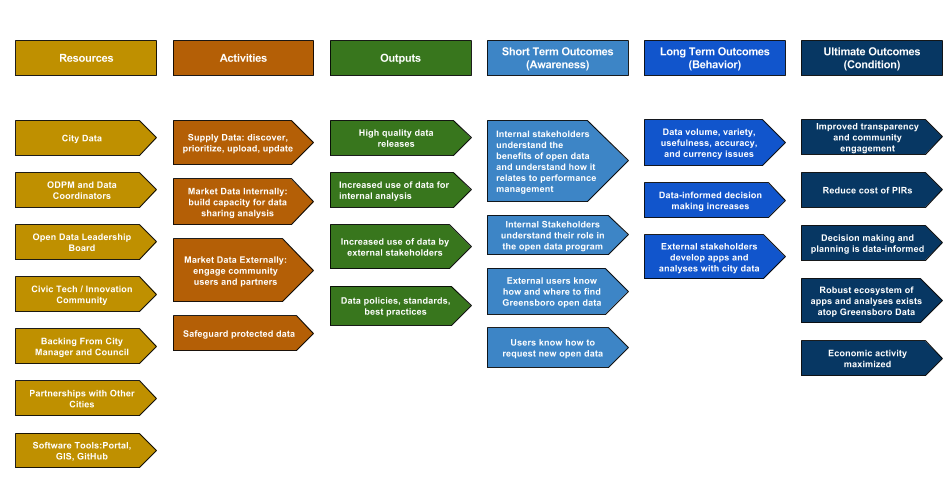 Resources
Activities
Outputs
Short Term Outcomes
(Awareness)
Long Term Outcomes
(Behavior)
Ultimate Outcomes
(Condition)
City Data
ODPM and Data
Coordinators
Open Data Leadership
Board
Civic Tech / Innovation
Community
Backing From City
Manager and Council
Partnerships with Other
Cities
Software Tools:Portal,
GIS, GitHub
Supply Data: discover,
prioritize, upload, update
Market Data Internally:
build capacity for data
sharing analysis
Market Data Externally:
engage community
users and partners
Safeguard protected data
High quality data
releases
Increased use of data for
internal analysis
Increased use of data by
external stakeholders
Data policies, standards,
best practices
Internal stakeholders
understand the
benefits of open data
and understand how it
relates to performance
management
Internal Stakeholders
understand their role in
the open data program
External users know
how and where to find
Greensboro open data
Users know how to
request new open data
Data volume, variety,
usefulness, accuracy,
and currency issues
Data-informed decision
making increases
External stakeholders
develop apps and
analyses with city data
Improved transparency
and community
engagement
Reduce cost of PIRs
Decision making and
planning is data-informed
Robust ecosystem of
apps and analyses exists
atop Greensboro Data
Economic activity
maximized